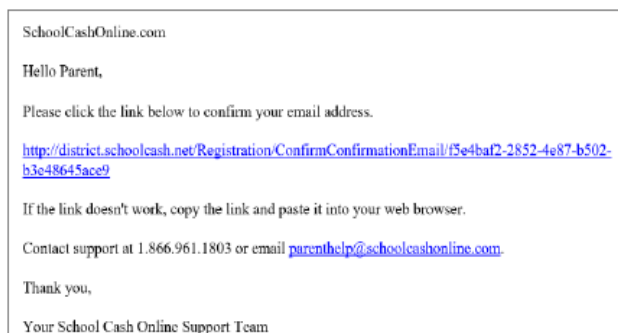 SchoolCashOnline.com
Hello Parent,
Please click the link below to confirm your email address.
http://district.schoolcash.net/Registration/ConfirmConfirmationEmail/f5e4baf2-2852-4e87-b502-
b3e48645ace9
If the link doesn't work, copy the link and paste it into your web browser.
Contact support at 1.866.961.1803 or email parenthelp@schoolcashonline.com.
Thank you,
Your School Cash Online Support Team